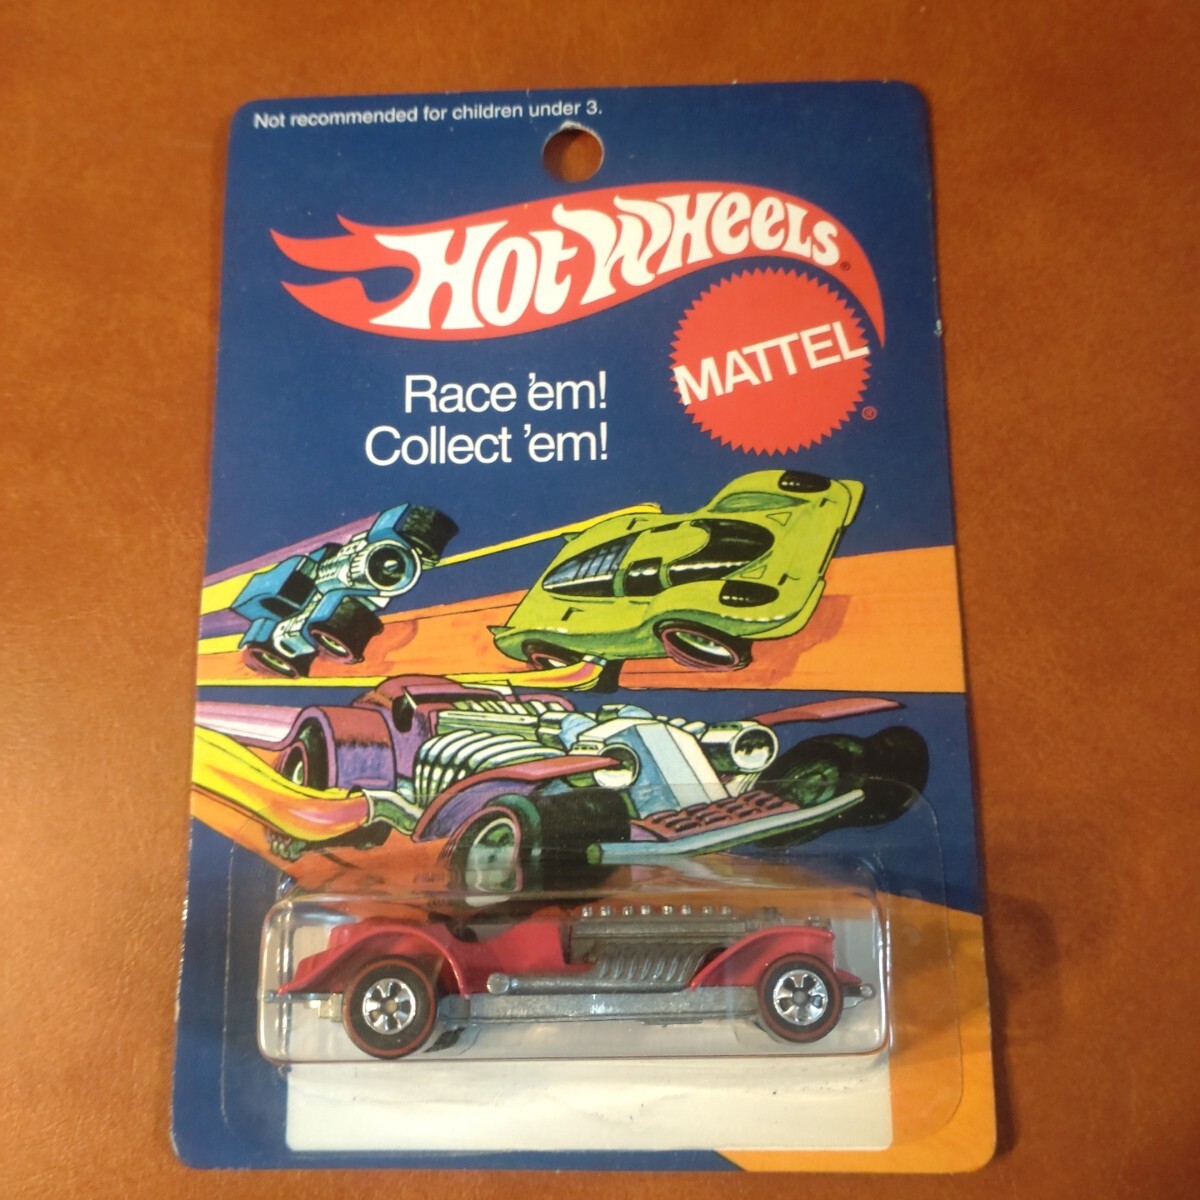 Not recommended for children under 3.
HOT WHEELS®
MATTEL®
Race 'em!
Collect 'em!